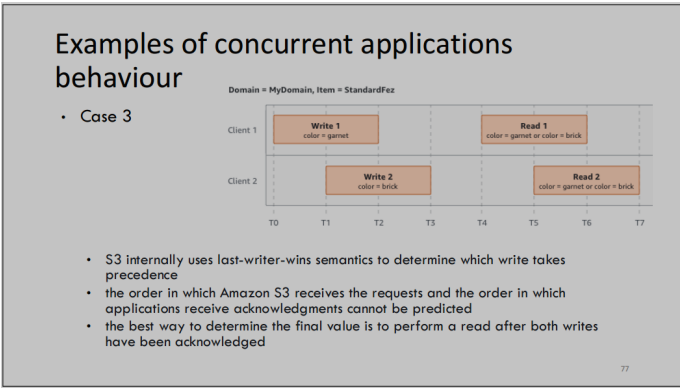 Examples of concurrent applications
behaviour
Domain = MyDomain, Item = StandardFez
• Case 3
Client 1
Write 1
color = garnet
Read 1
color = garnet or color = brick
Client 2
Write 2
color = brick
Read 2
color = garnet or color = brick
T0 T1 T2 T3 T4 T5 T6 T7
• S3 internally uses last-writer-wins semantics to determine which write takes
precedence
• the order in which Amazon S3 receives the requests and the order in which
applications receive acknowledgments cannot be predicted
• the best way to determine the final value is to perform a read after both writes
have been acknowledged
77